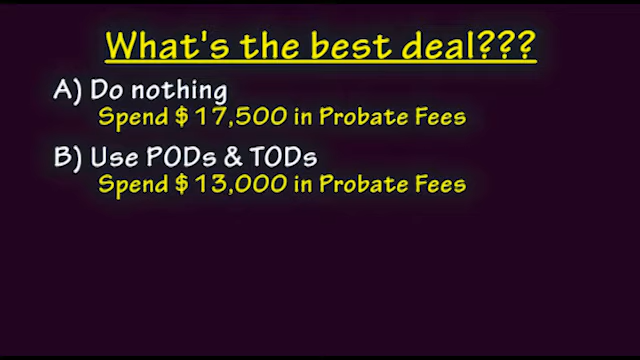 What's the best deal???
A) Do nothing
Spend $ 17,500 in Probate Fees
B) Use PODs & TODs
Spend $ 13,000 in Probate Fees